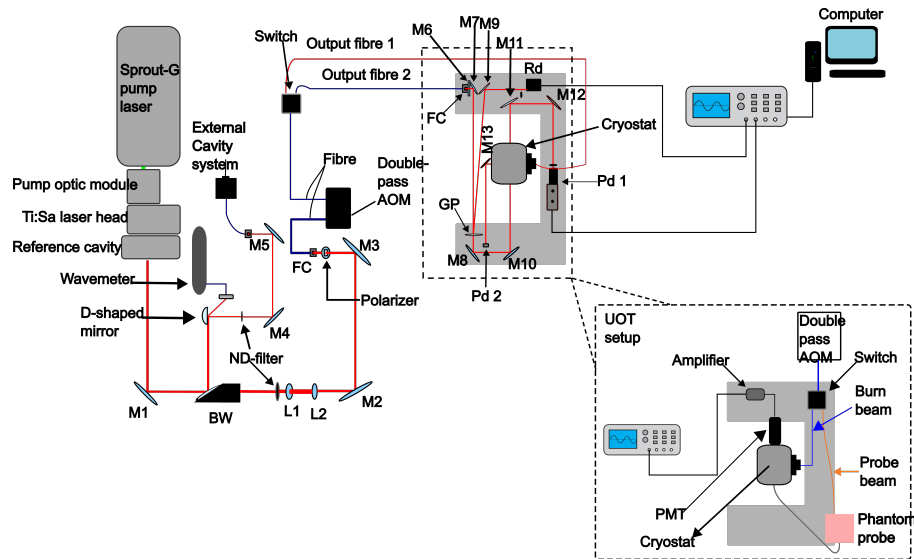 Sprout-G
pump
laser
Pump optic module
Ti:Sa laser head
Reference cavity
Wavemeter
D-shaped
mirror
M1
BW
ND-filter
L1
L2
M2
M3
M4
M5
External
Cavity
system
Switch
Output fibre 1
Output fibre 2
Fibre
Double-
pass
AOM
FC
Polarizer
M6
M7
M9
M11
Rd
M12
FC
M13
Cryostat
Pd 1
GP
M8
M10
Pd 2
Computer
UOT
setup
Double
pass
AOM
Switch
Amplifier
Burn
beam
Probe
beam
PMT
Cryostat
Phantom
probe